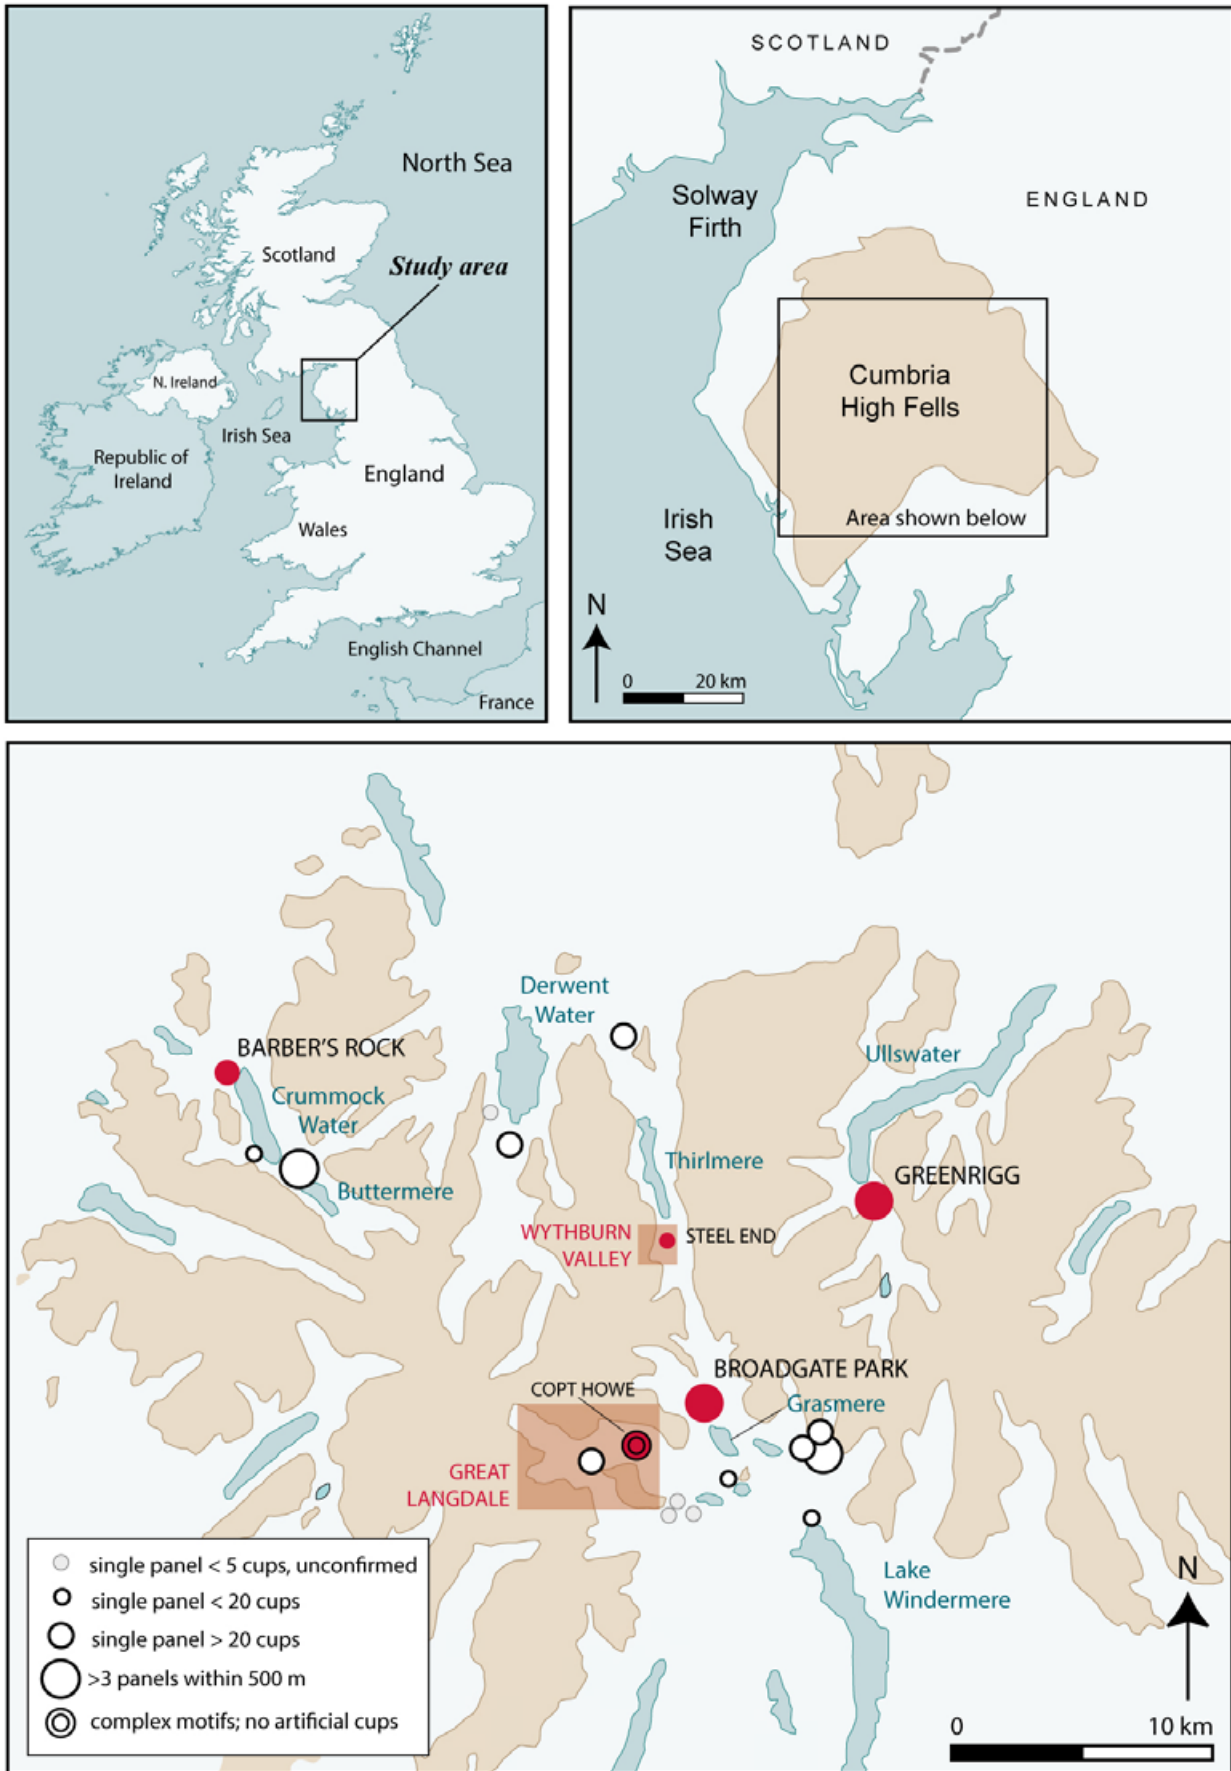 North Sea
Scotland
Study area
N. Ireland
Irish Sea
Republic of
Ireland
England
Wales
English Channel
France
SCOTLAND
Solway
Firth
ENGLAND
Cumbria
High Fells
Irish
Sea
Area shown below
N
0 20 km
Derwent
Water
BARBER'S ROCK
Ullswater
Crummock
Water
Thirlmere
GREENRIGG
Buttermere
WYTHBURN
VALLEY
STEEL END
BROADGATE PARK
COPT HOWE
Grasmere
GREAT
LANGDALE
Lake
Windermere
single panel < 5 cups, unconfirmed
single panel < 20 cups
single panel > 20 cups
>3 panels within 500 m
complex motifs; no artificial cups
N
0 10 km